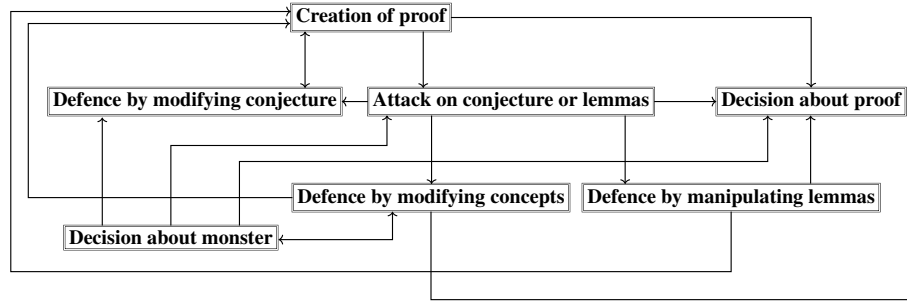 Creation of proof
Defence by modifying conjecture
Attack on conjecture or lemmas
Decision about proof
Defence by modifying concepts
Defence by manipulating lemmas
Decision about monster